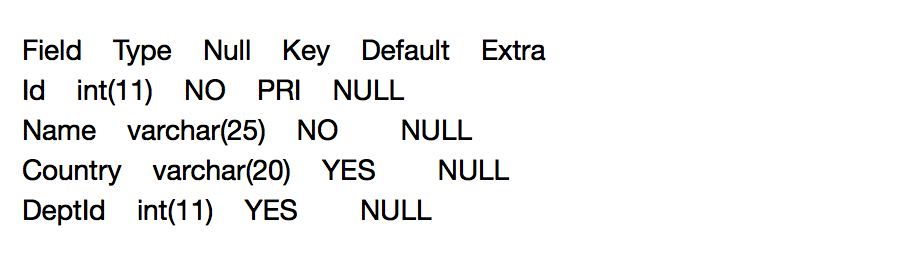 Field Type Null Key Default Extra
Id int(11) NO PRI NULL
Name varchar(25) NO NULL
Country varchar(20) YES NULL
DeptId int(11) YES NULL